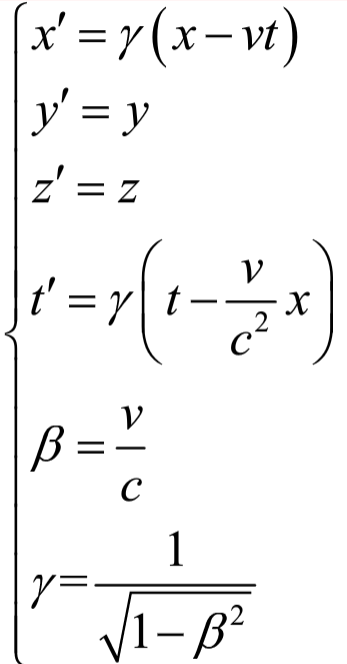 x′ = γ(x − vt)
y′ = y
z′ = z
t′ = γ(t − v/c² x)
β = v/c
γ = 1/√(1 − β²)